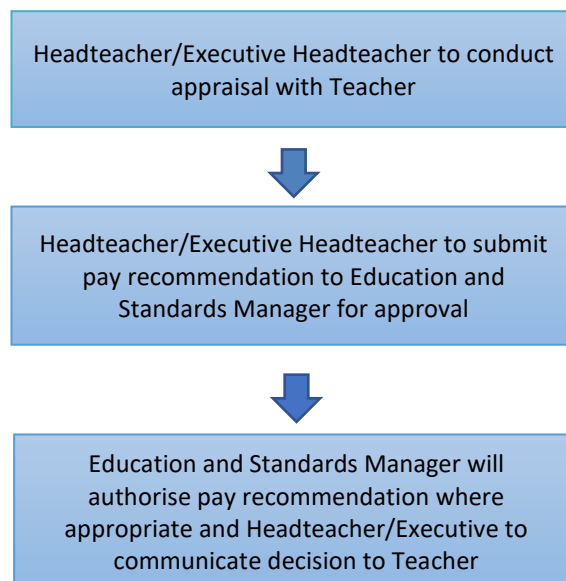 Headteacher/Executive Headteacher to conduct
appraisal with Teacher
Headteacher/Executive Headteacher to submit
pay recommendation to Education and
Standards Manager for approval
Education and Standards Manager will
authorise pay recommendation where
appropriate and Headteacher/Executive to
communicate decision to Teacher